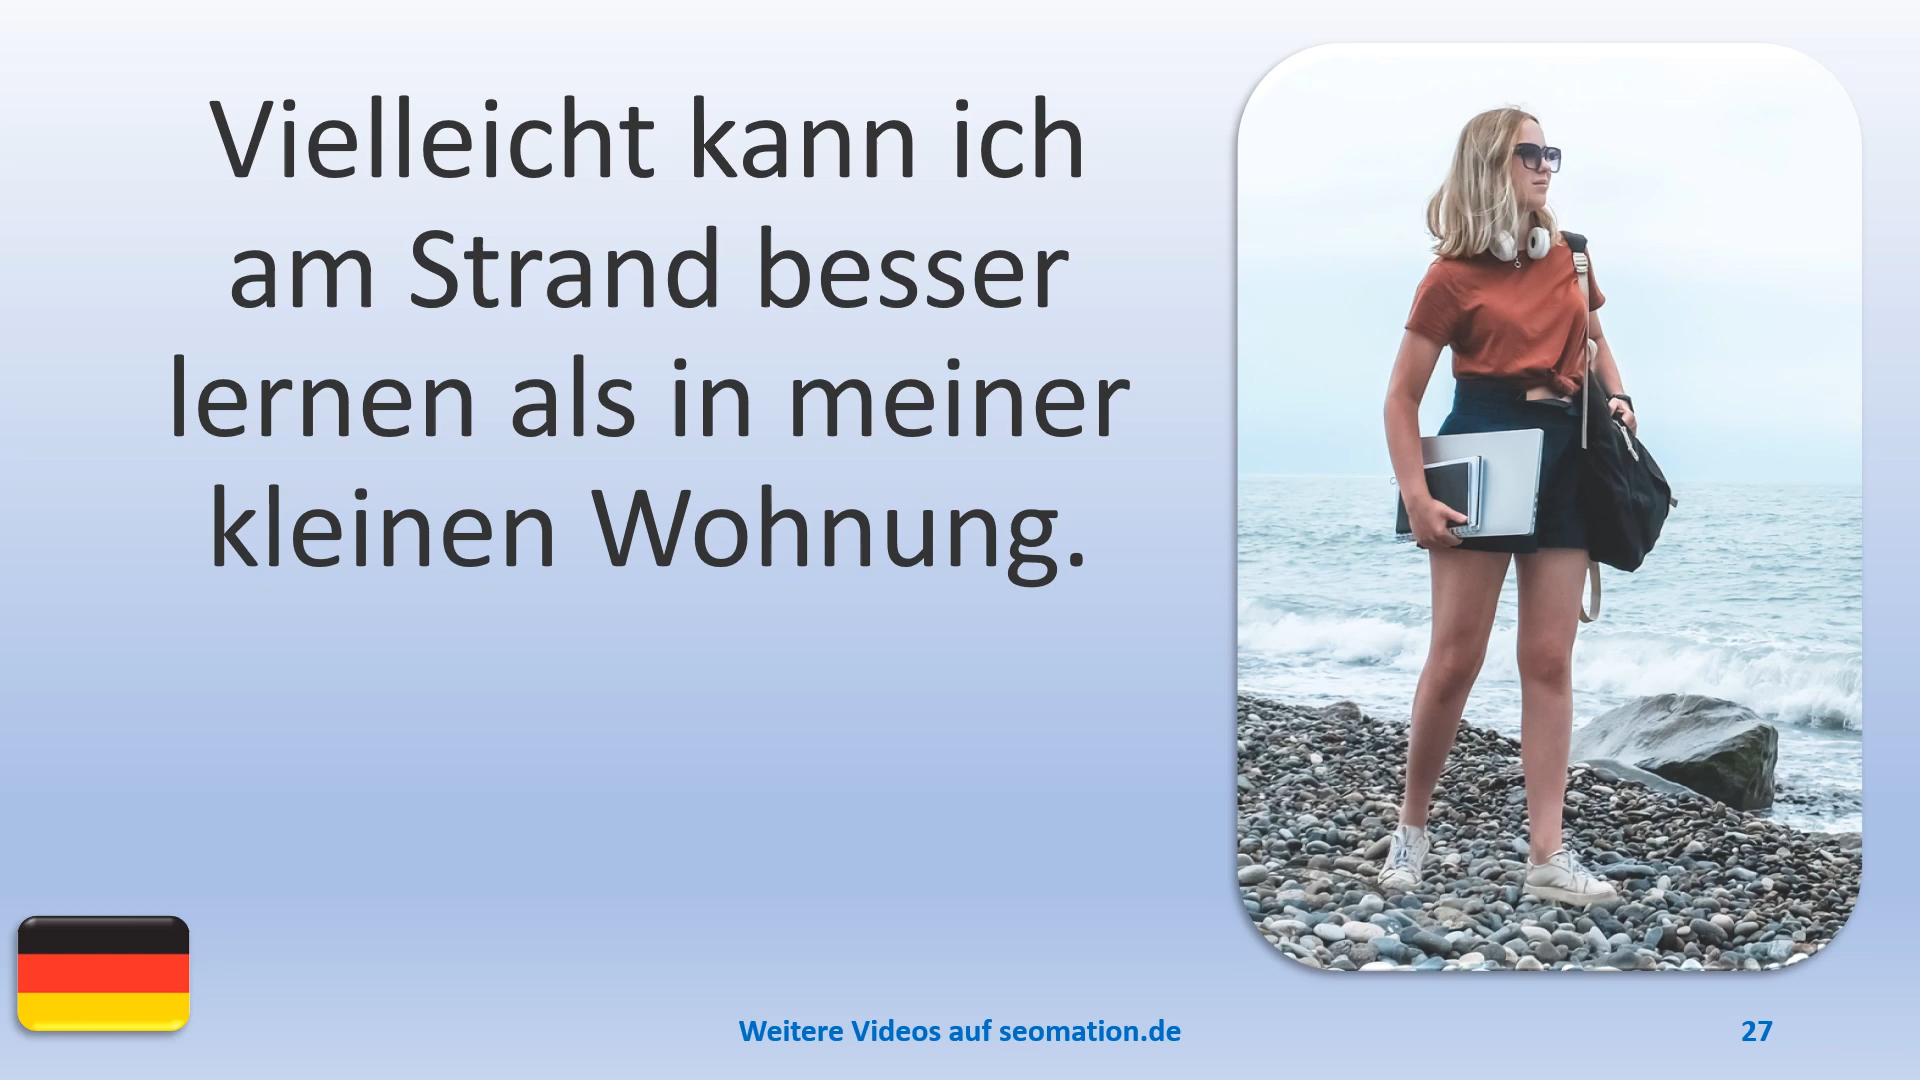 Vielleicht kann ich
am Strand besser
lernen als in meiner
kleinen Wohnung.
Weitere Videos auf seomation.de
27